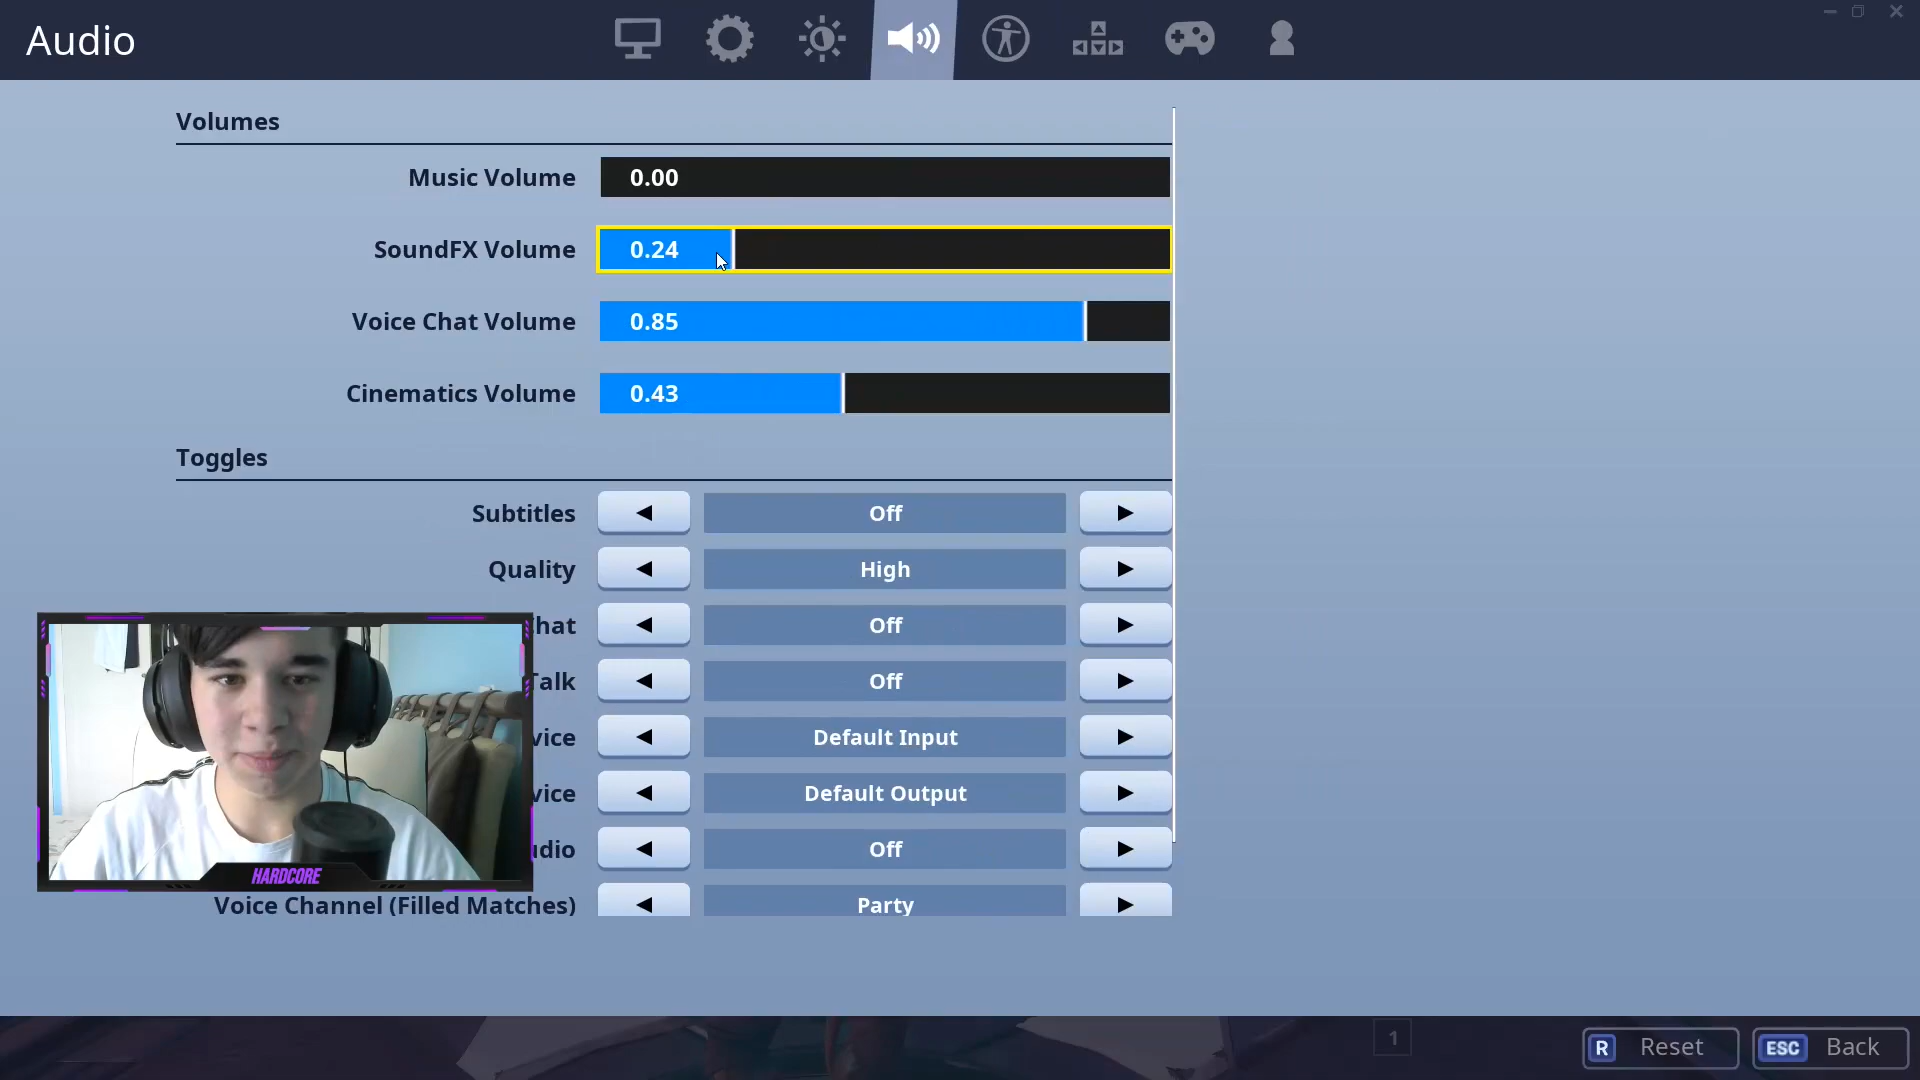 Audio
Volumes
Music Volume 0.00
SoundFX Volume 0.24
Voice Chat Volume 0.85
Cinematics Volume 0.43
Toggles
Subtitles Off
Quality High
hat Off
Talk Off
vice Default Input
vice Default Output
dio Off
Voice Channel (Filled Matches) Party
HARDCORE
1
R Reset
ESC Back